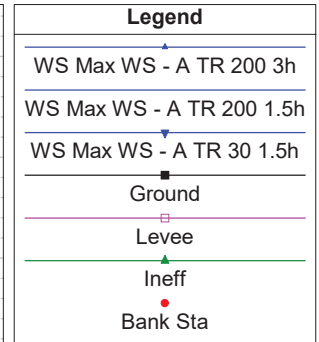 Legend
WS Max WS - A TR 200 3h
WS Max WS - A TR 200 1.5h
WS Max WS - A TR 30 1.5h
Ground
Levee
Ineff
Bank Sta